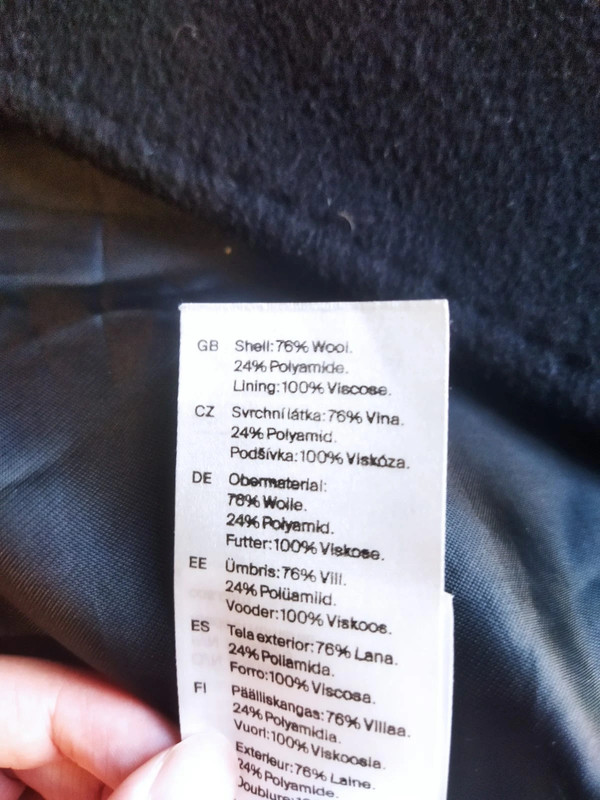 GB Shell: 76% Wool.
24% Polyamide.
Lining: 100% Viscose.
CZ Svrchní látka: 76% Vlna.
24% Polyamid.
Podšívka: 100% Viskóza.
DE Obermaterial:
76% Wolle.
24% Polyamid.
Futter: 100% Viskose.
EE Ümbris: 76% Vill.
24% Polüamiid.
Vooder: 100% Viskoos.
ES Tela exterior: 76% Lana.
24% Poliamida.
Forro: 100% Viscosa.
FI Päälliskangas: 76% Villaa.
24% Polyamidia.
Vuori: 100% Viskoosia.
Exterieur: 76% Laine.
24% Polyamide.